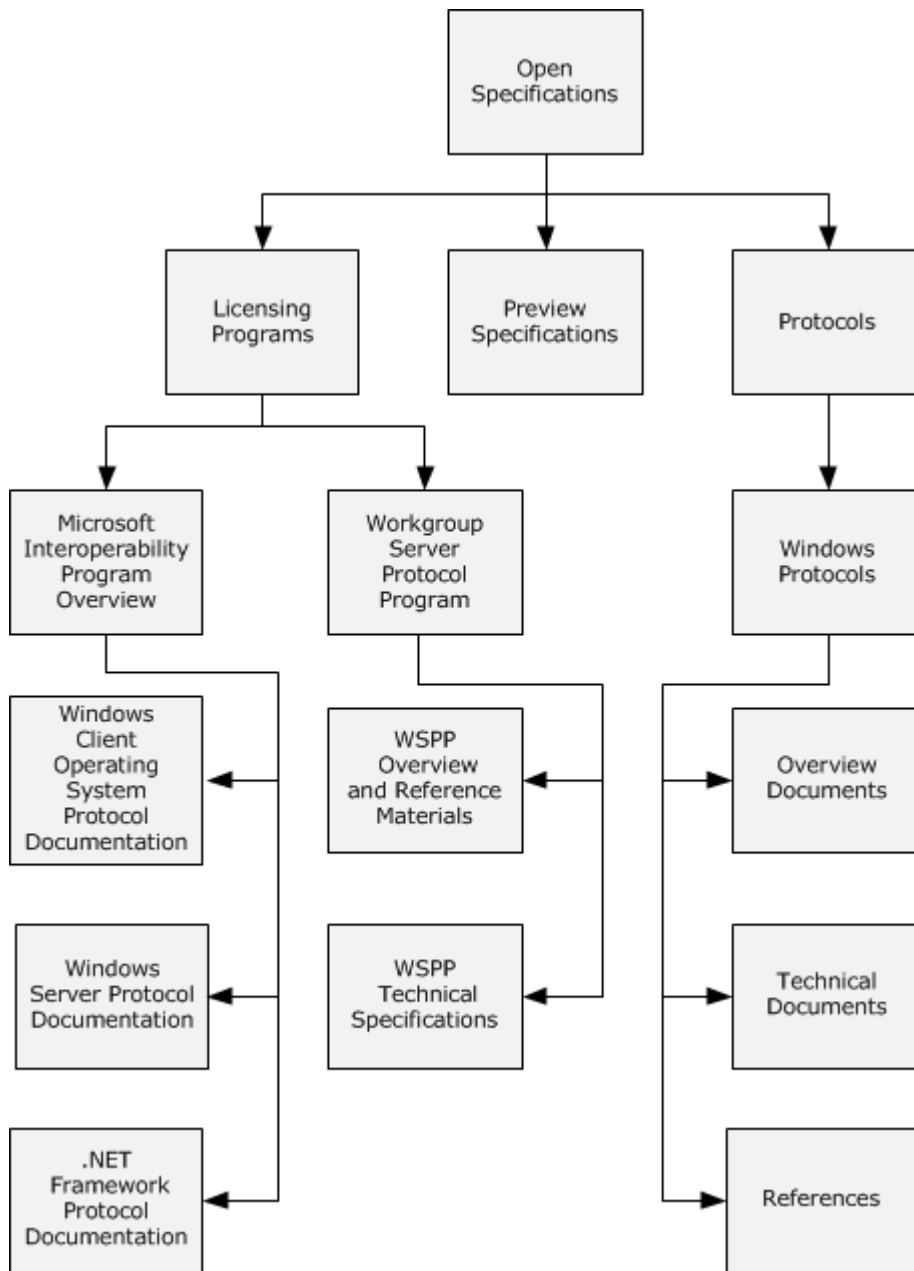 Open
Specifications
Licensing
Programs
Preview
Specifications
Protocols
Microsoft
Interoperability
Program
Overview
Workgroup
Server
Protocol
Program
Windows
Protocols
Windows
Client
Operating
System
Protocol
Documentation
WSPP
Overview
and Reference
Materials
Overview
Documents
Windows
Server Protocol
Documentation
WSPP
Technical
Specifications
Technical
Documents
.NET
Framework
Protocol
Documentation
References